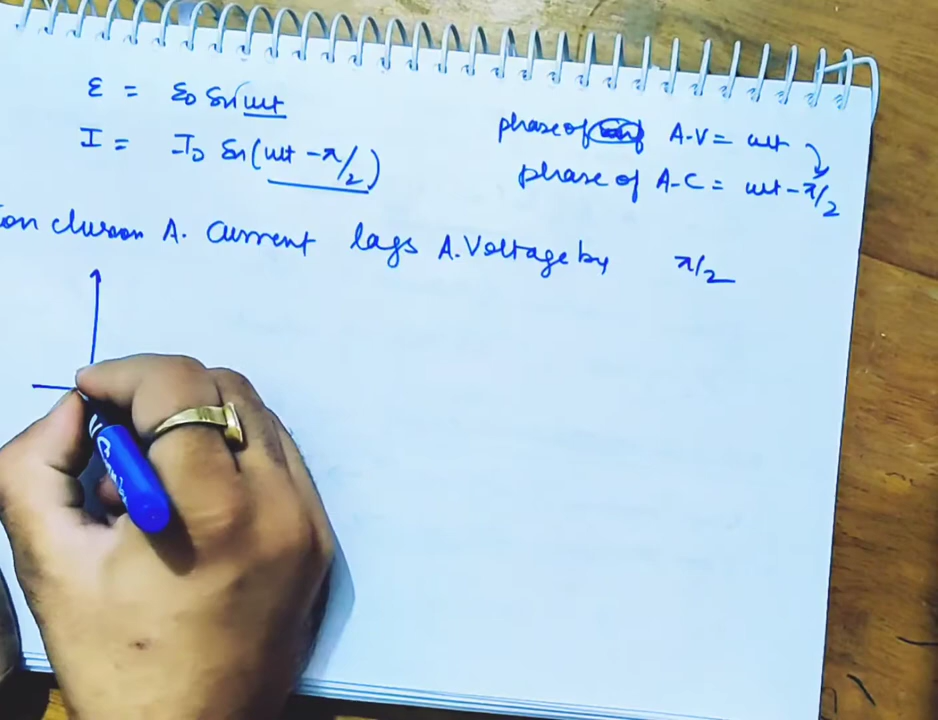 ε = ε0 Sin ωt
I = I0 Sin (ωt - π/2)
phase of A-V = ωt
phase of A-C = ωt - π/2
on clusion A. Current lags A. Voltage by π/2